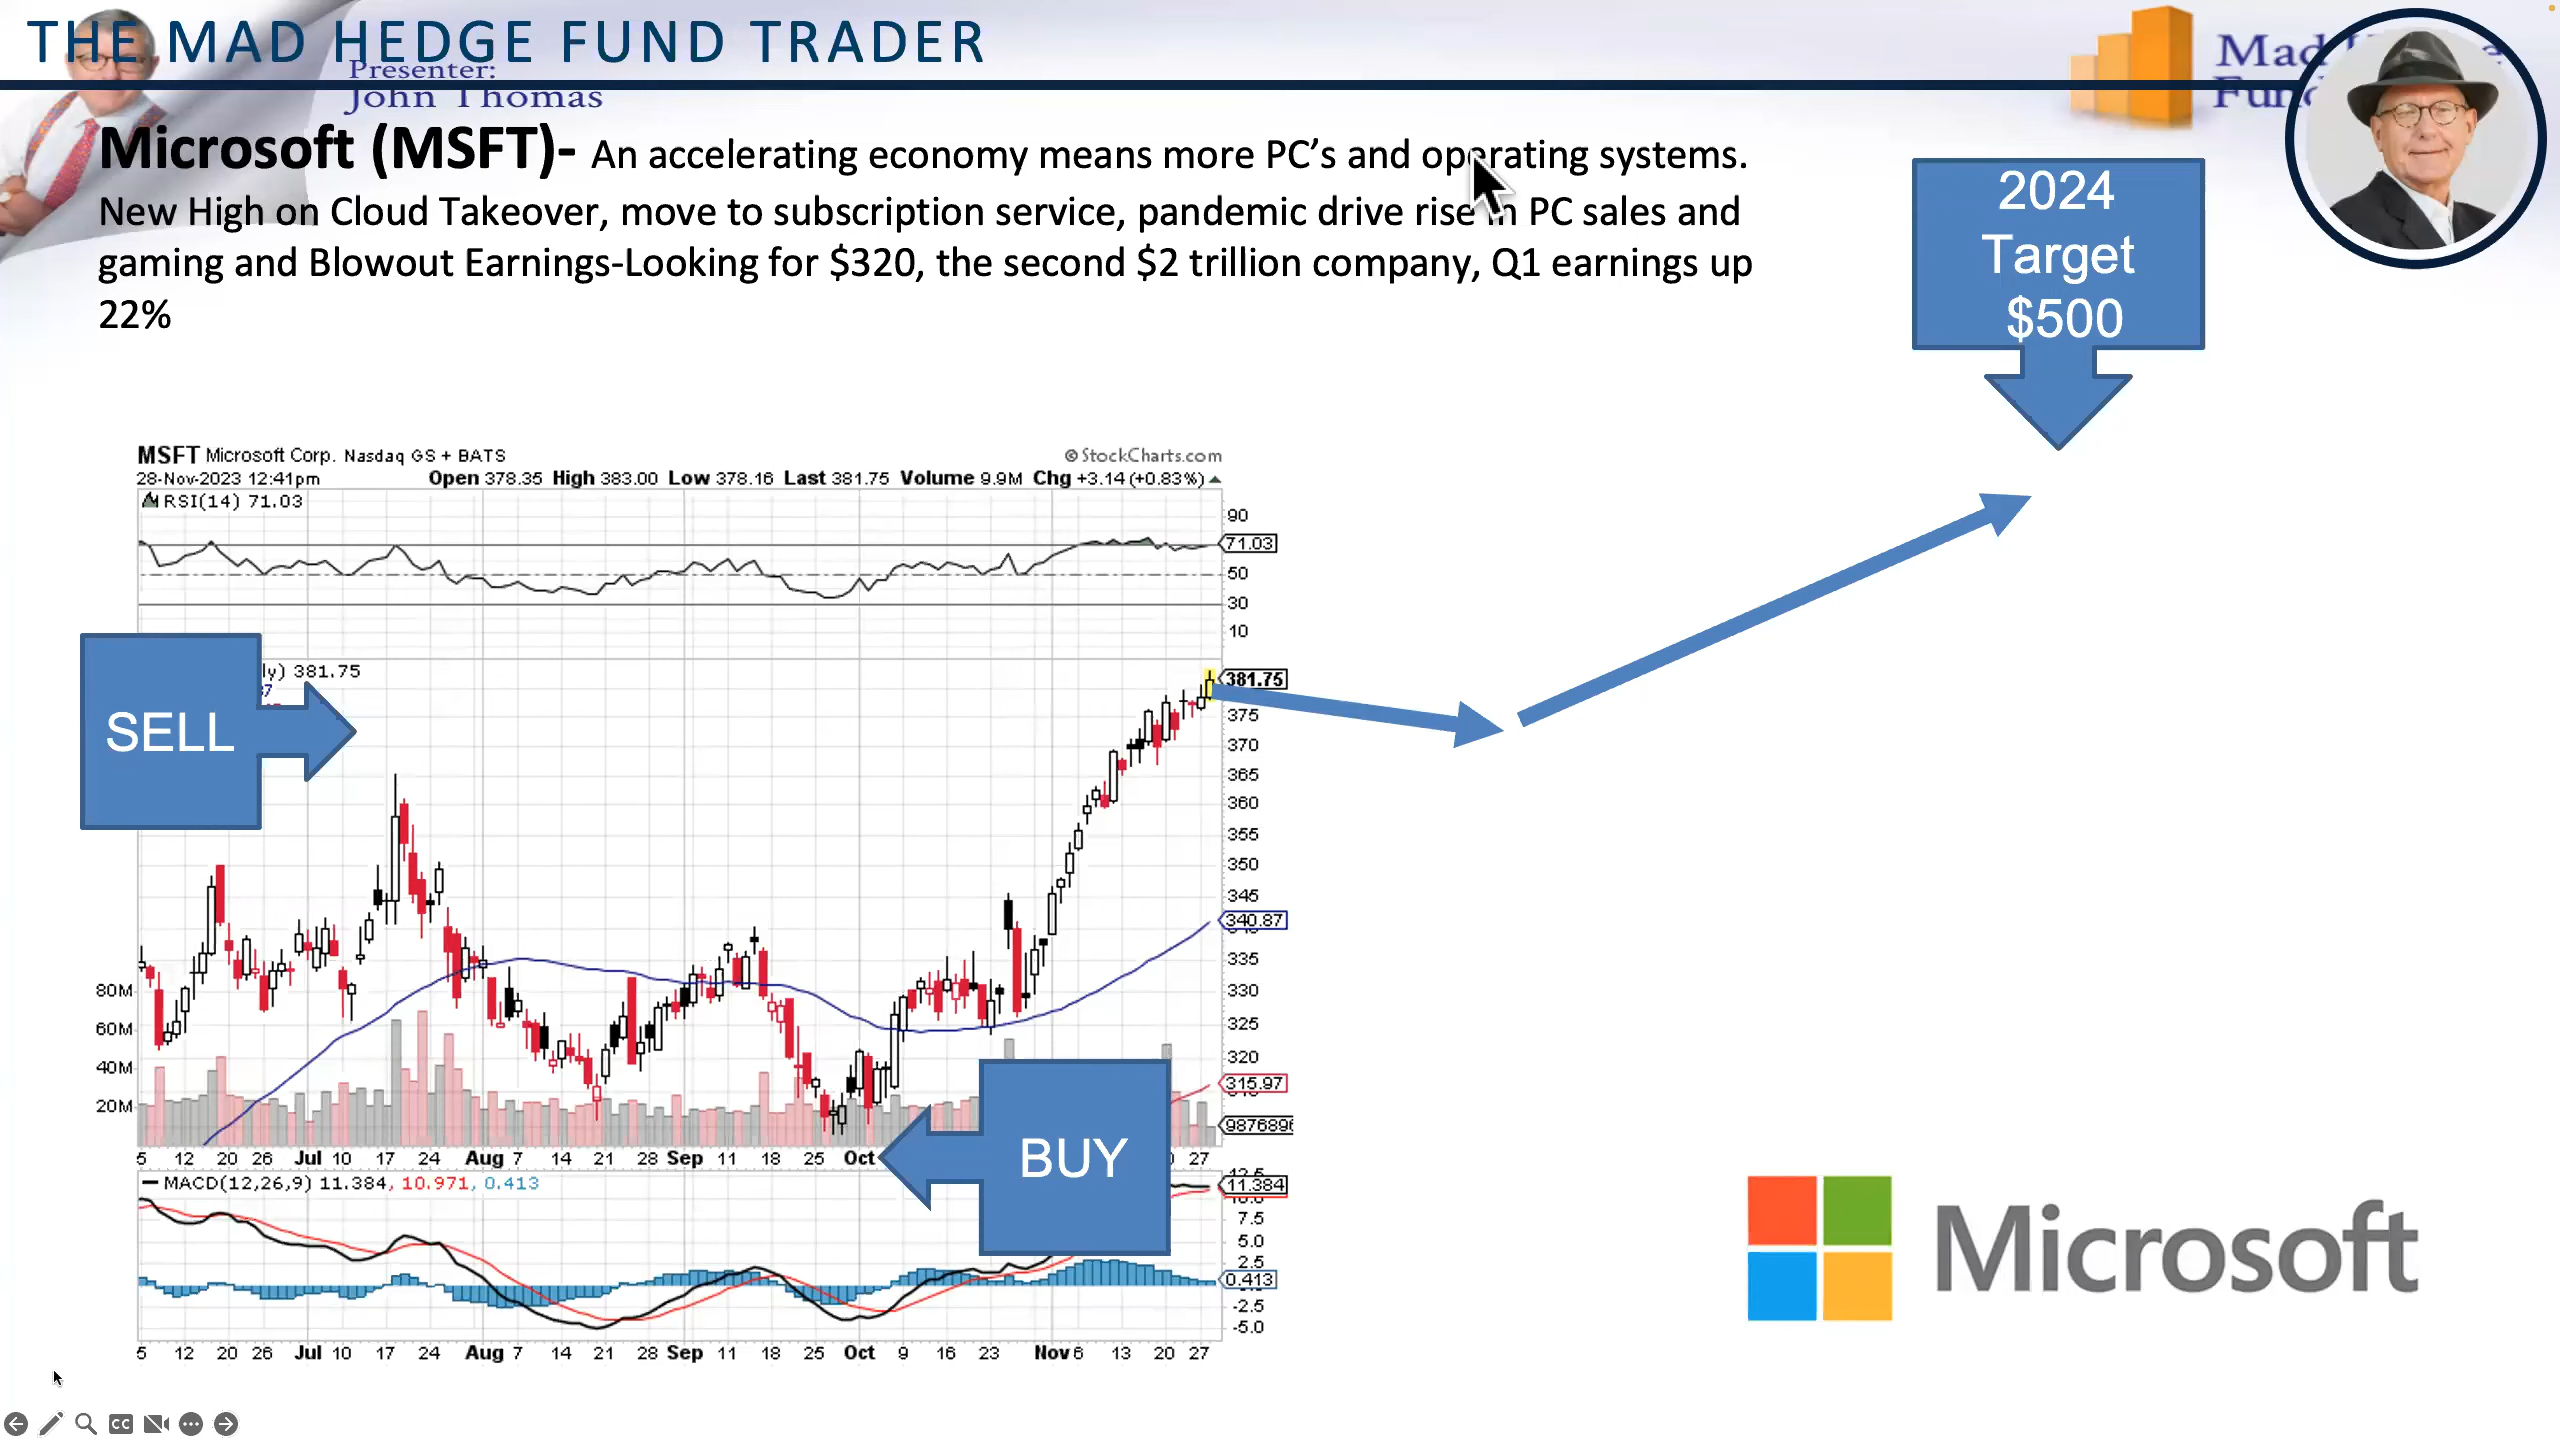 THE MAD HEDGE FUND TRADER
Presenter:
John Thomas
Mad
Microsoft (MSFT)- An accelerating economy means more PC’s and operating systems.
New High on Cloud Takeover, move to subscription service, pandemic drive rise in PC sales and
gaming and Blowout Earnings-Looking for $320, the second $2 trillion company, Q1 earnings up
22%
2024
Target
$500
MSFT Microsoft Corp. Nasdaq GS + BATS
© StockCharts.com
28-Nov-2023 12:41pm
Open 378.35 High 383.00 Low 378.16 Last 381.75 Volume 9.9M Chg +3.14 (+0.83%)
RSI(14) 71.03
90
71.03
50
30
10
ly) 381.75
SELL
381.75
375
370
365
360
355
350
345
340.87
335
330
325
320
315.97
9876896
80M
60M
40M
20M
BUY
5 12 20 26 Jul 10 17 24 Aug 7 14 21 28 Sep 11 18 25 Oct 27
MACD(12,26,9) 11.384, 10.971, 0.413
11.384
7.5
5.0
2.5
0.413
-2.5
-5.0
5 12 20 26 Jul 10 17 24 Aug 7 14 21 28 Sep 11 18 25 Oct 9 16 23 Nov 6 13 20 27
Microsoft
CC